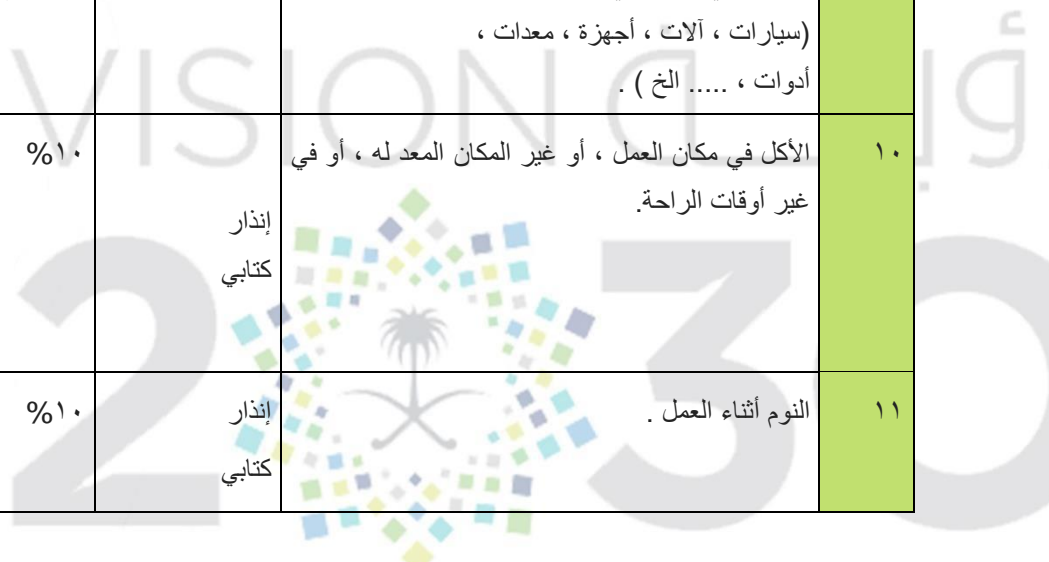 (سيارات ، آلات ، أجهزة ، معدات ،
أدوات ، ..... الخ ) .
١٠
الأكل في مكان العمل ، أو غير المكان المعد له ، أو في
غير أوقات الراحة.
إنذار
كتابي
١٠%
١١
النوم أثناء العمل .
إنذار
كتابي
١٠%
VISION
2030